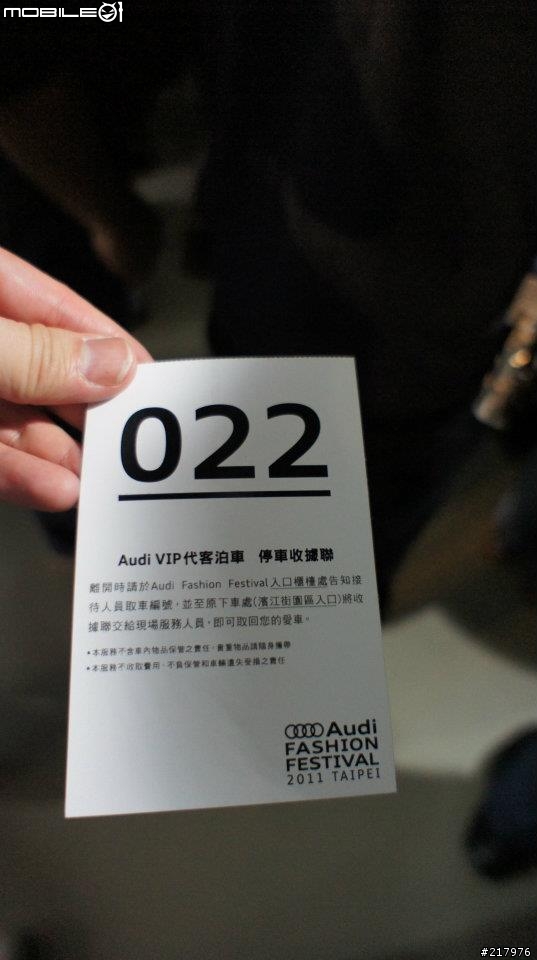 MOBILE01
022
Audi VIP代客泊車 停車收據聯
離開時請於Audi Fashion Festival入口櫃檯處告知接
待人員取車編號，並至原下車處(濱江街園區入口)將收
據聯交給現場服務人員，即可取回您的愛車。
•本服務不含車內物品保管之責任，貴重物品請隨身攜帶
•本服務不收取費用，不負保管和車輛遺失受損之責任
Audi
FASHION
FESTIVAL
2011 TAIPEI
#217976